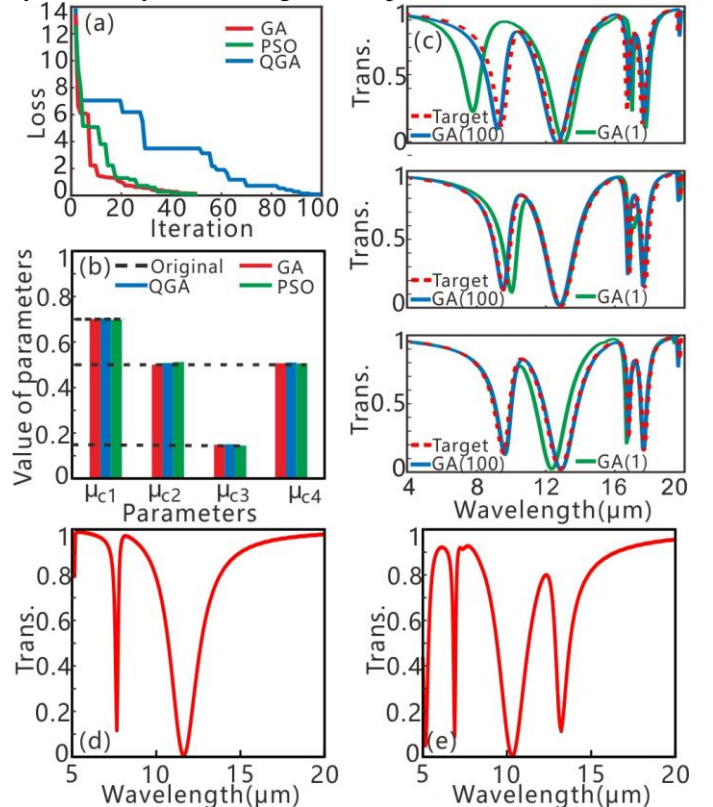 (a)
GA
PSO
QGA
Loss
14
12
10
8
6
4
2
0
0 20 40 60 80 100
Iteration
(b)
Original
GA
QGA
PSO
Value of parameters
1
0.8
0.6
0.4
0.2
0
μc1 μc2 μc3 μc4
Parameters
(c)
Trans.
1
0.5
0
Target
GA(100)
GA(1)
Trans.
1
0.5
0
Target
GA(100)
GA(1)
Trans.
1
0.5
0
Target
GA(100)
GA(1)
4 8 12 16 20
Wavelength(μm)
Trans.
1
0.8
0.6
0.4
0.2
0
(d)
5 10 15 20
Wavelength(μm)
Trans.
1
0.8
0.6
0.4
0.2
0
(e)
5 10 15 20
Wavelength(μm)